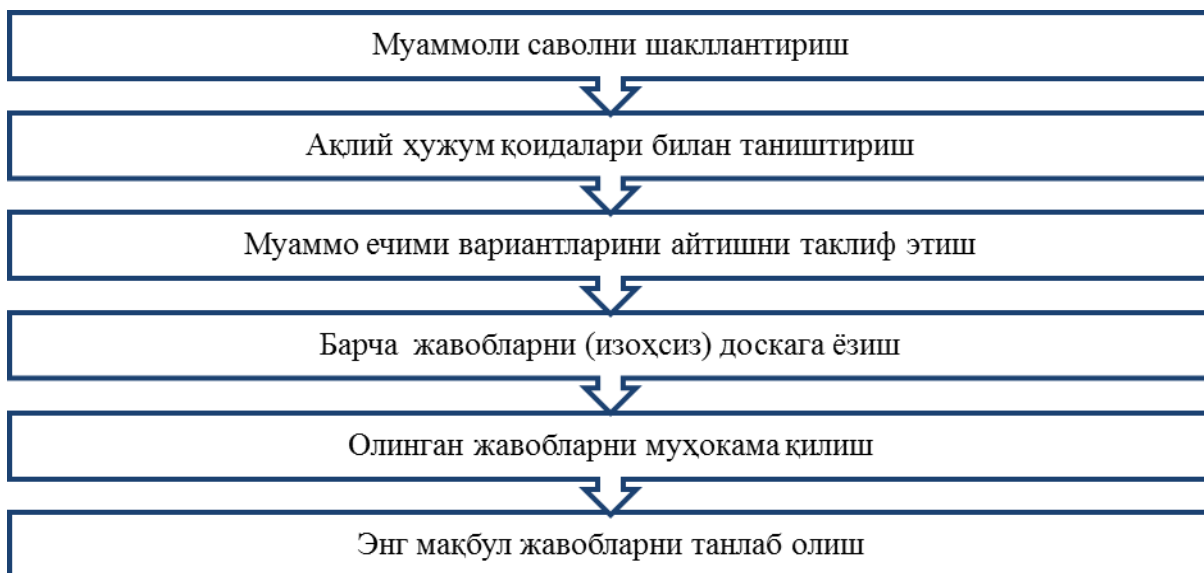 Муаммоли саволни шакллантириш
Ақлий ҳужум қоидалари билан таништириш
Муаммо ечими вариантларини айтишни таклиф этиш
Барча жавобларни (изоҳсиз) доскага ёзиш
Олинган жавобларни муҳокама қилиш
Энг мақбул жавобларни танлаб олиш